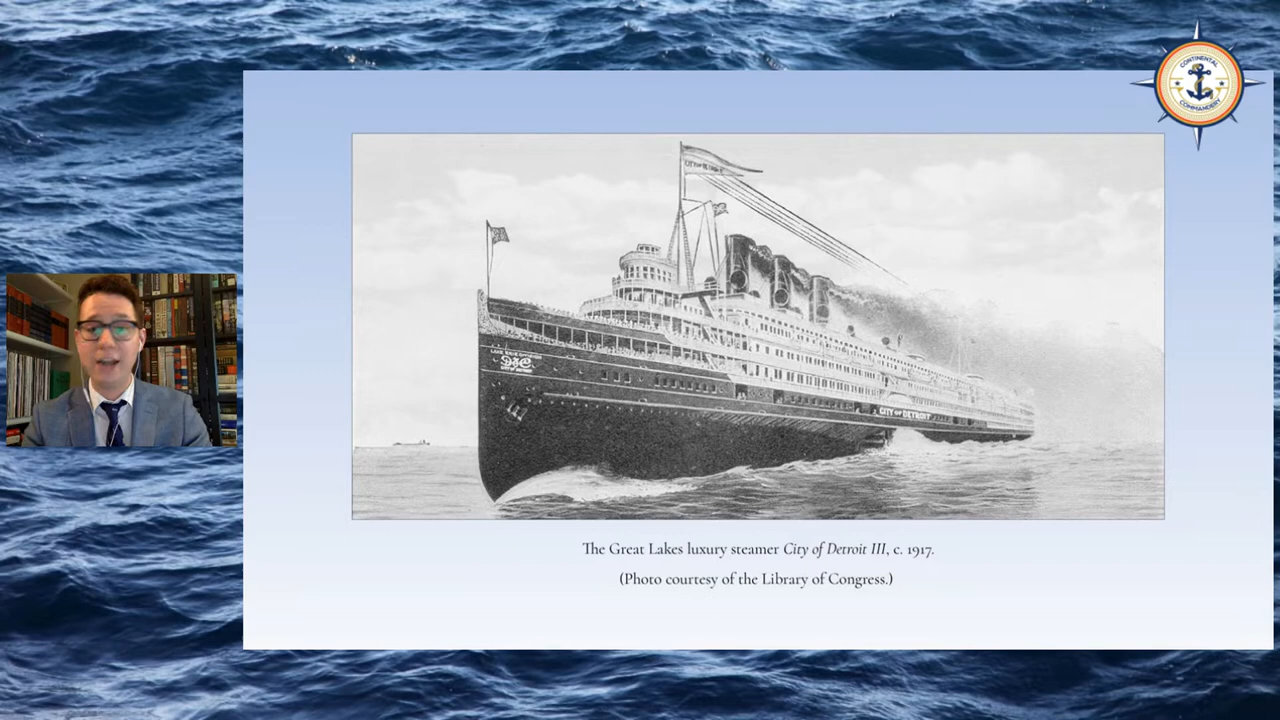 CONTINENTAL
COMMANDERY
CITY OF DETROIT
The Great Lakes luxury steamer City of Detroit III, c. 1917.
(Photo courtesy of the Library of Congress.)